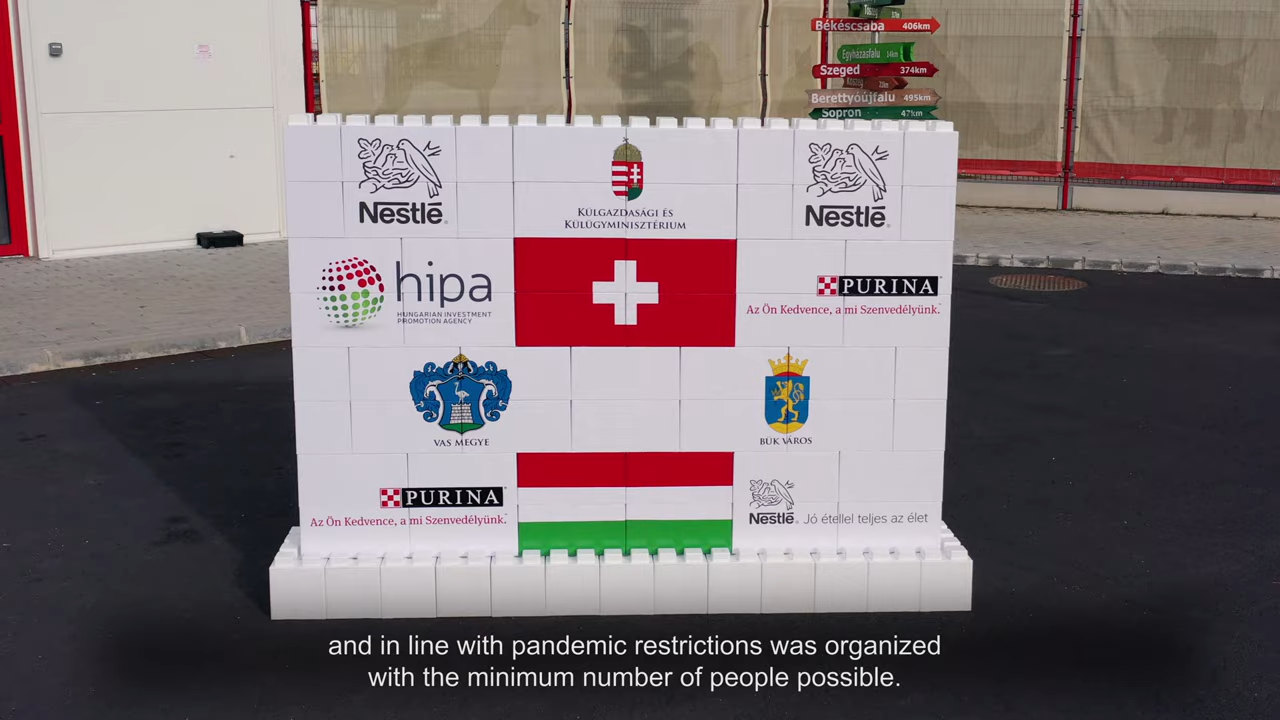 Békéscsaba 406km
Egyházasfalu 14km
Szeged 374km
Berettyóújfalu 495km
Sopron 47km
Nestlé
KÜLGAZDASÁGI ÉS
KÜLÜGYMINISZTÉRIUM
Nestlé
hipa
HUNGARIAN INVESTMENT
PROMOTION AGENCY
PURINA
Az Ön Kedvence, a mi Szenvedélyünk.
VAS MEGYE
BÜK VÁROS
PURINA
Az Ön Kedvence, a mi Szenvedélyünk.
Nestlé. Jó étellel teljes az élet
and in line with pandemic restrictions was organized
with the minimum number of people possible.